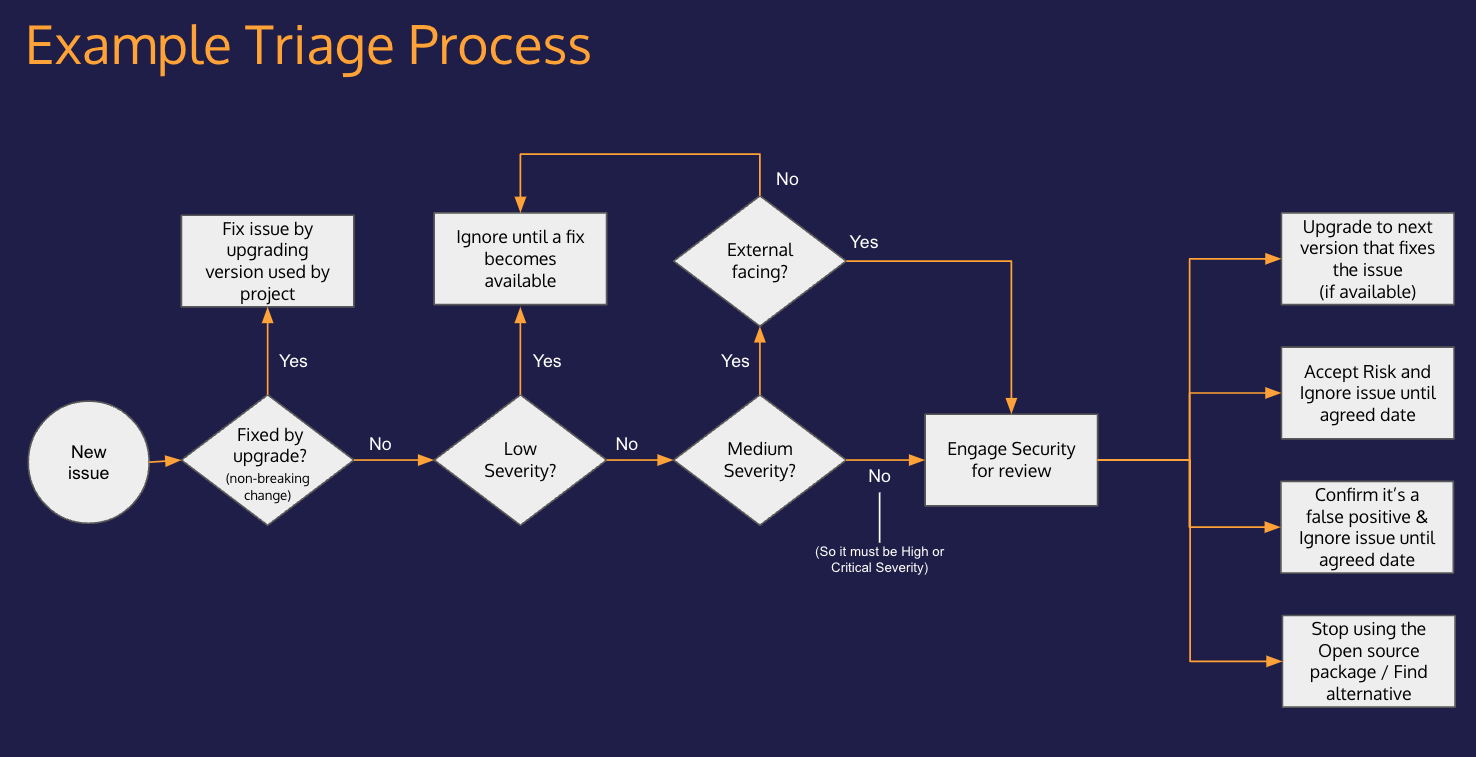 Example Triage Process
New
issue
Fixed by
upgrade?
(non-breaking
change)
Yes
Fix issue by
upgrading
version used by
project
No
Low
Severity?
Yes
Ignore until a fix
becomes
available
No
Medium
Severity?
Yes
External
facing?
No
Yes
No
(So it must be High or
Critical Severity)
Engage Security
for review
Upgrade to next
version that fixes
the issue
(if available)
Accept Risk and
Ignore issue until
agreed date
Confirm it’s a
false positive &
Ignore issue until
agreed date
Stop using the
Open source
package / Find
alternative